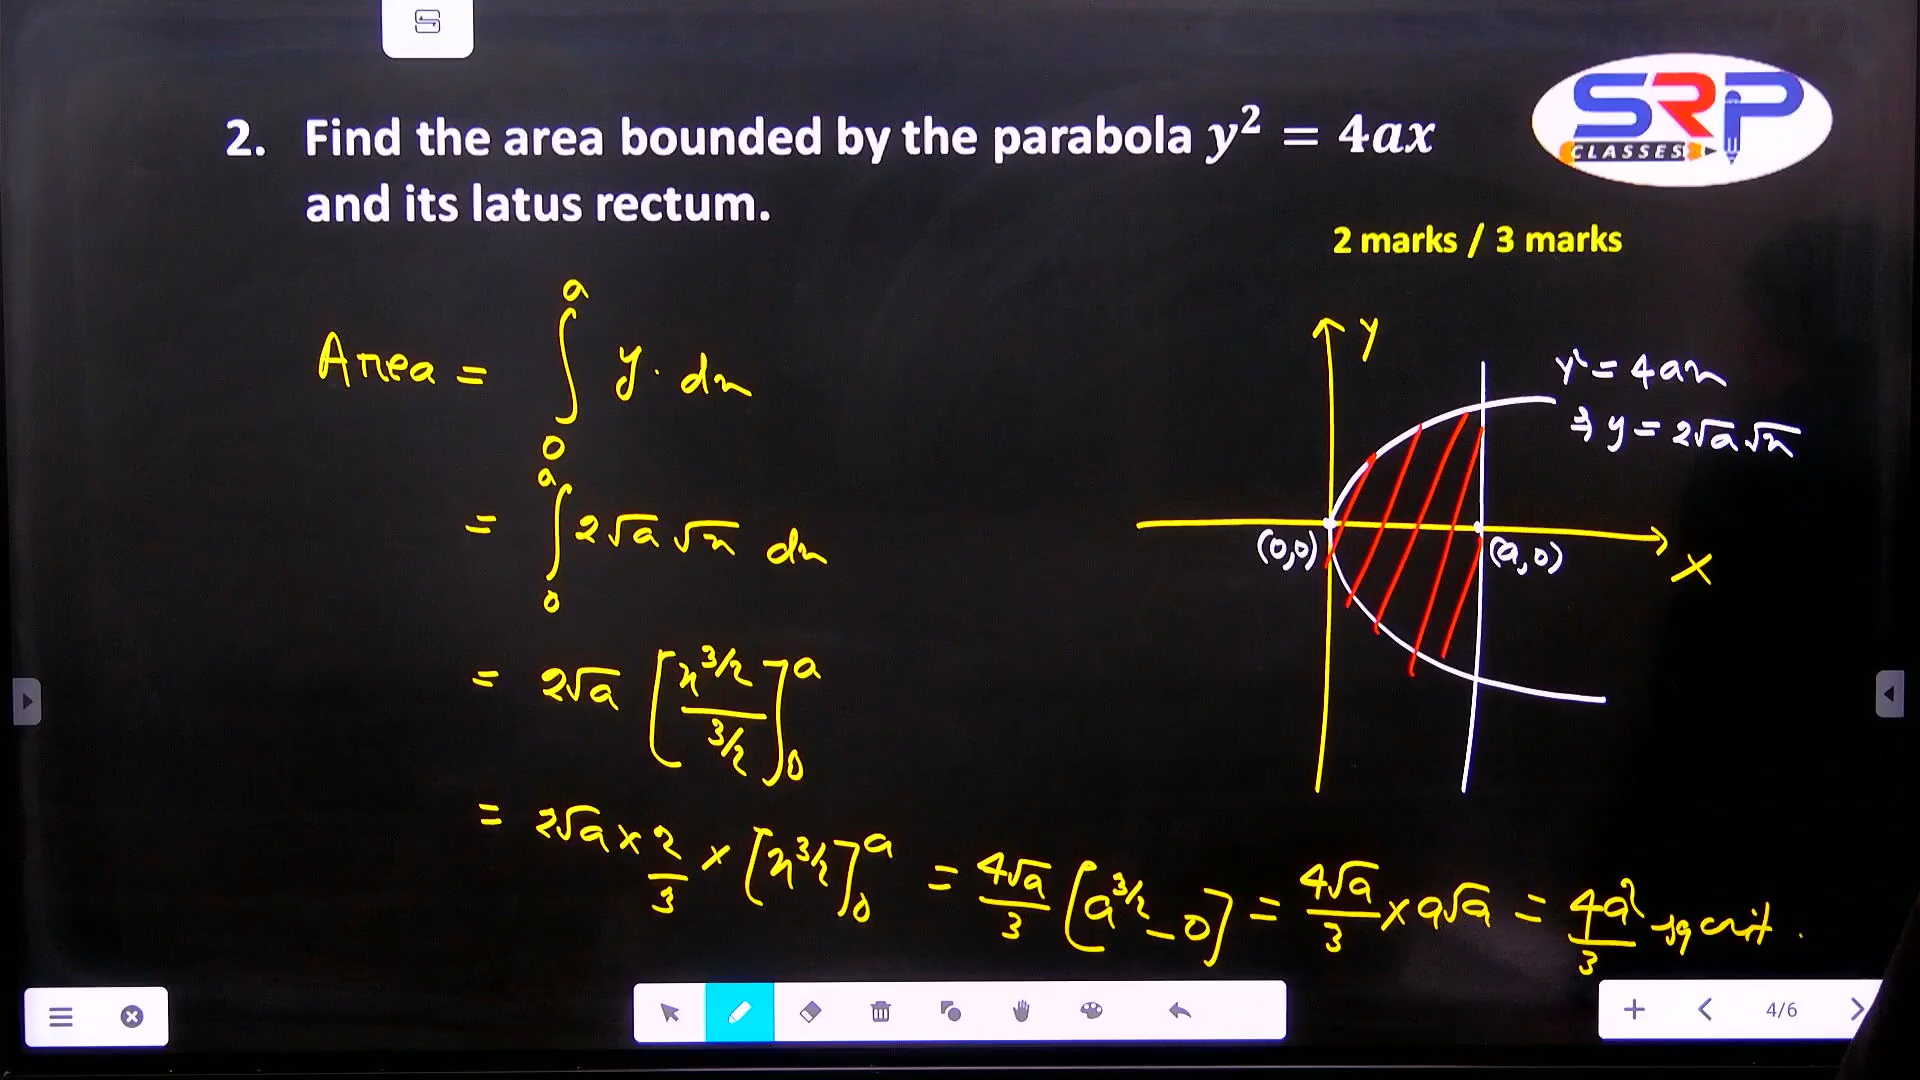 SRP
CLASSES
2. Find the area bounded by the parabola y² = 4ax
and its latus rectum.
2 marks / 3 marks
Area = ∫₀ᵃ y · dx
= ∫₀ᵃ 2√a √x dx
= 2√a [x^3/2 / 3/2]₀ᵃ
= 2√a × 2/3 × [x^3/2]₀ᵃ = 4√a/3 [a^3/2 - 0] = 4√a/3 × a√a = 4a²/3 sq unit.
Y
y² = 4ax
⇒ y = 2√a √x
(0,0)
(a,0)
X
4/6